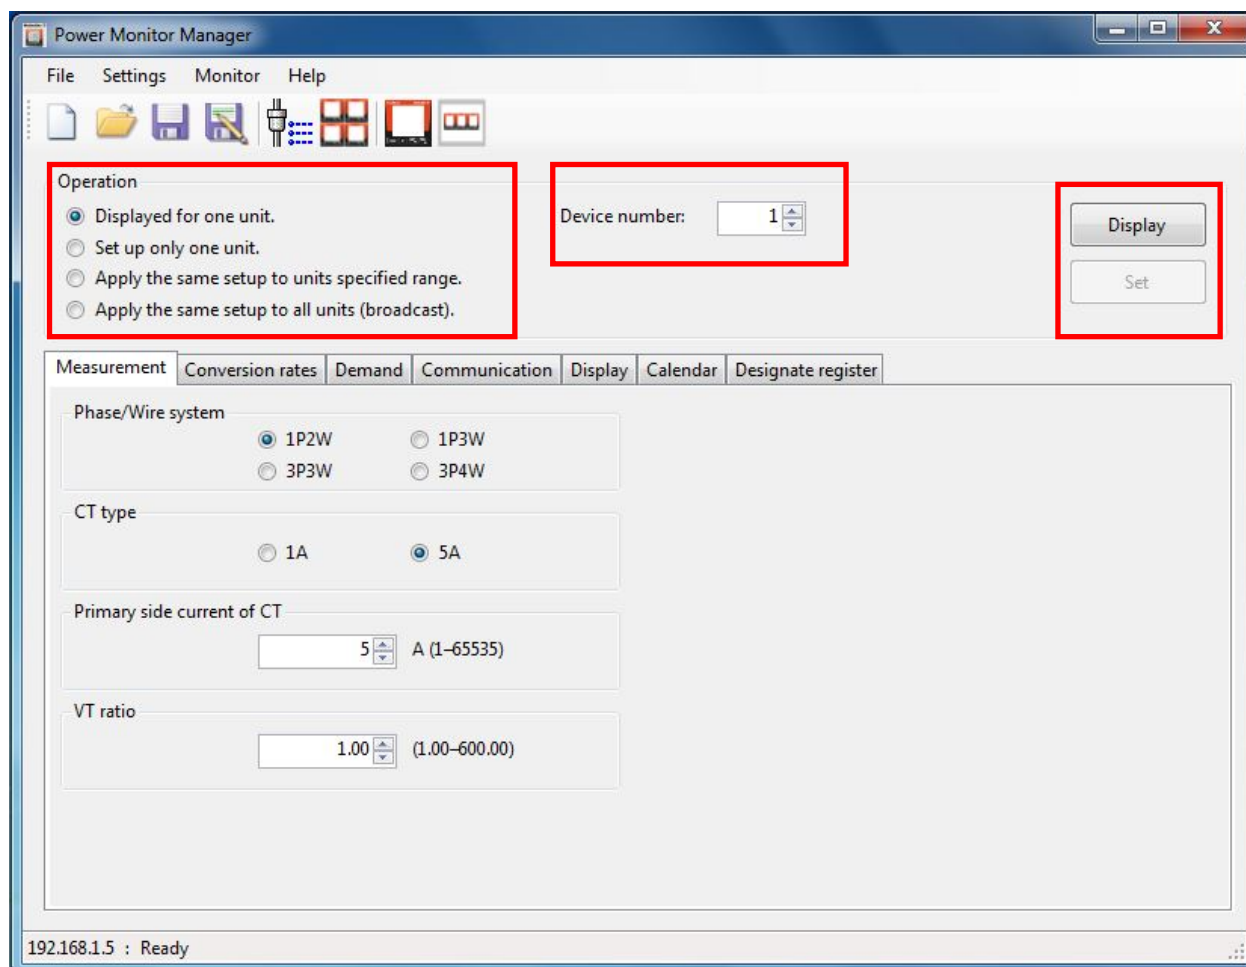 Power Monitor Manager
File Settings Monitor Help
Operation
Displayed for one unit.
Set up only one unit.
Apply the same setup to units specified range.
Apply the same setup to all units (broadcast).
Device number: 1
Display
Set
Measurement Conversion rates Demand Communication Display Calendar Designate register
Phase/Wire system
1P2W 1P3W
3P3W 3P4W
CT type
1A 5A
Primary side current of CT
5 A (1–65535)
VT ratio
1.00 (1.00–600.00)
192.168.1.5 : Ready